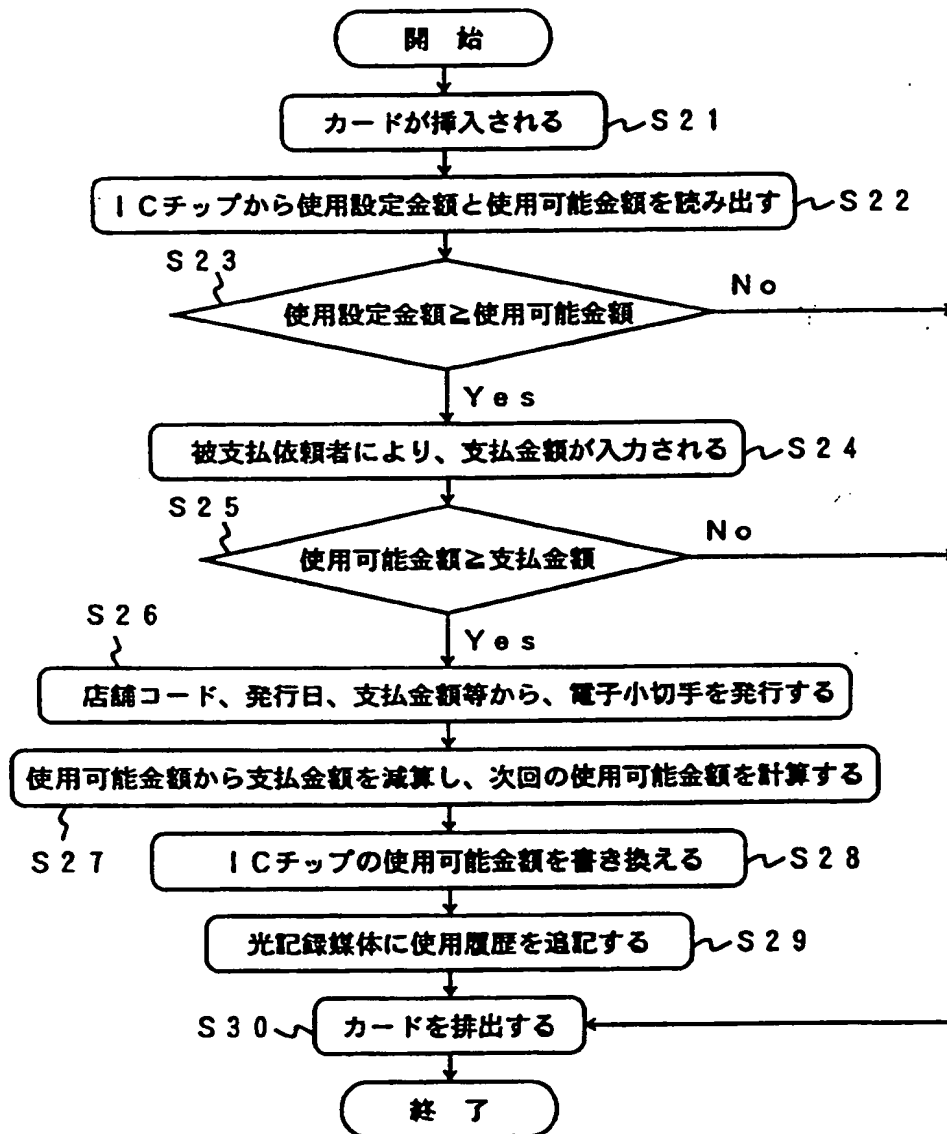 開 始
カードが挿入される S21
ICチップから使用設定金額と使用可能金額を読み出す S22
S23
使用設定金額≧使用可能金額
No
Yes
被支払依頼者により、支払金額が入力される S24
S25
使用可能金額≧支払金額
No
Yes
S26
店舗コード、発行日、支払金額等から、電子小切手を発行する
使用可能金額から支払金額を減算し、次回の使用可能金額を計算する
S27
ICチップの使用可能金額を書き換える S28
光記録媒体に使用履歴を追記する S29
S30 カードを排出する
終 了